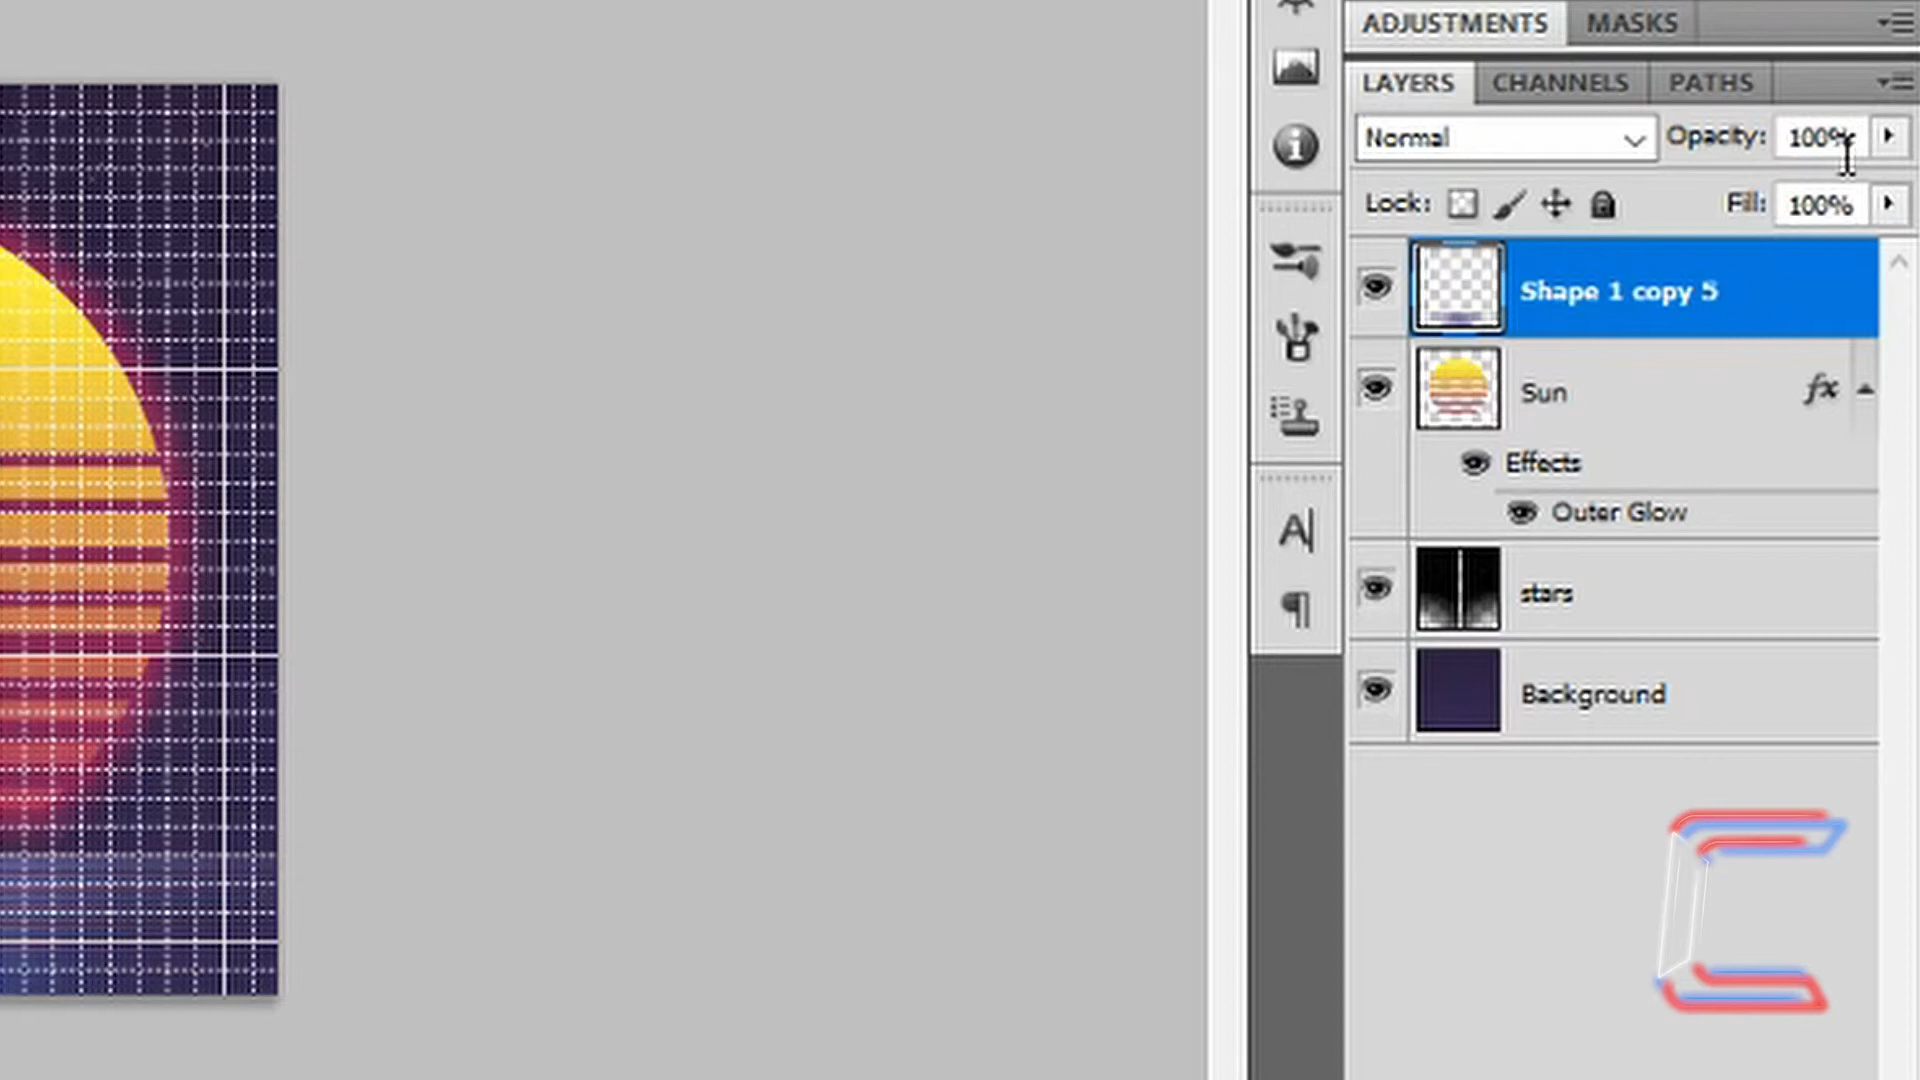 ADJUSTMENTS MASKS
LAYERS CHANNELS PATHS
Normal Opacity: 100%
Lock: Fill: 100%
Shape 1 copy 5
Sun fx
Effects
Outer Glow
stars
Background
A